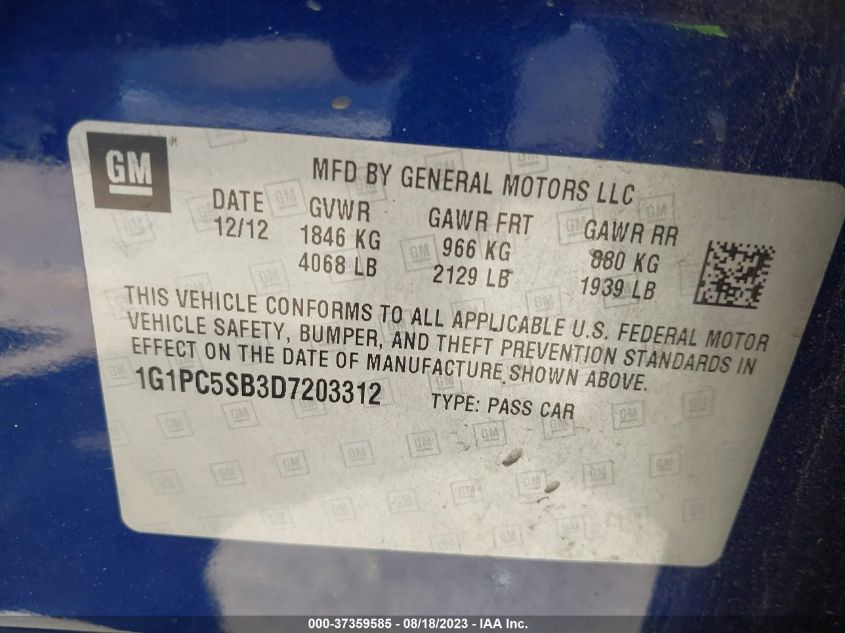 GM
MFD BY GENERAL MOTORS LLC
DATE GVWR GAWR FRT GAWR RR
12/12 1846 KG 966 KG 880 KG
4068 LB 2129 LB 1939 LB
THIS VEHICLE CONFORMS TO ALL APPLICABLE U.S. FEDERAL MOTOR
VEHICLE SAFETY, BUMPER, AND THEFT PREVENTION STANDARDS IN
EFFECT ON THE DATE OF MANUFACTURE SHOWN ABOVE.
1G1PC5SB3D7203312 TYPE: PASS CAR
000-37359585 - 08/18/2023 - IAA Inc.